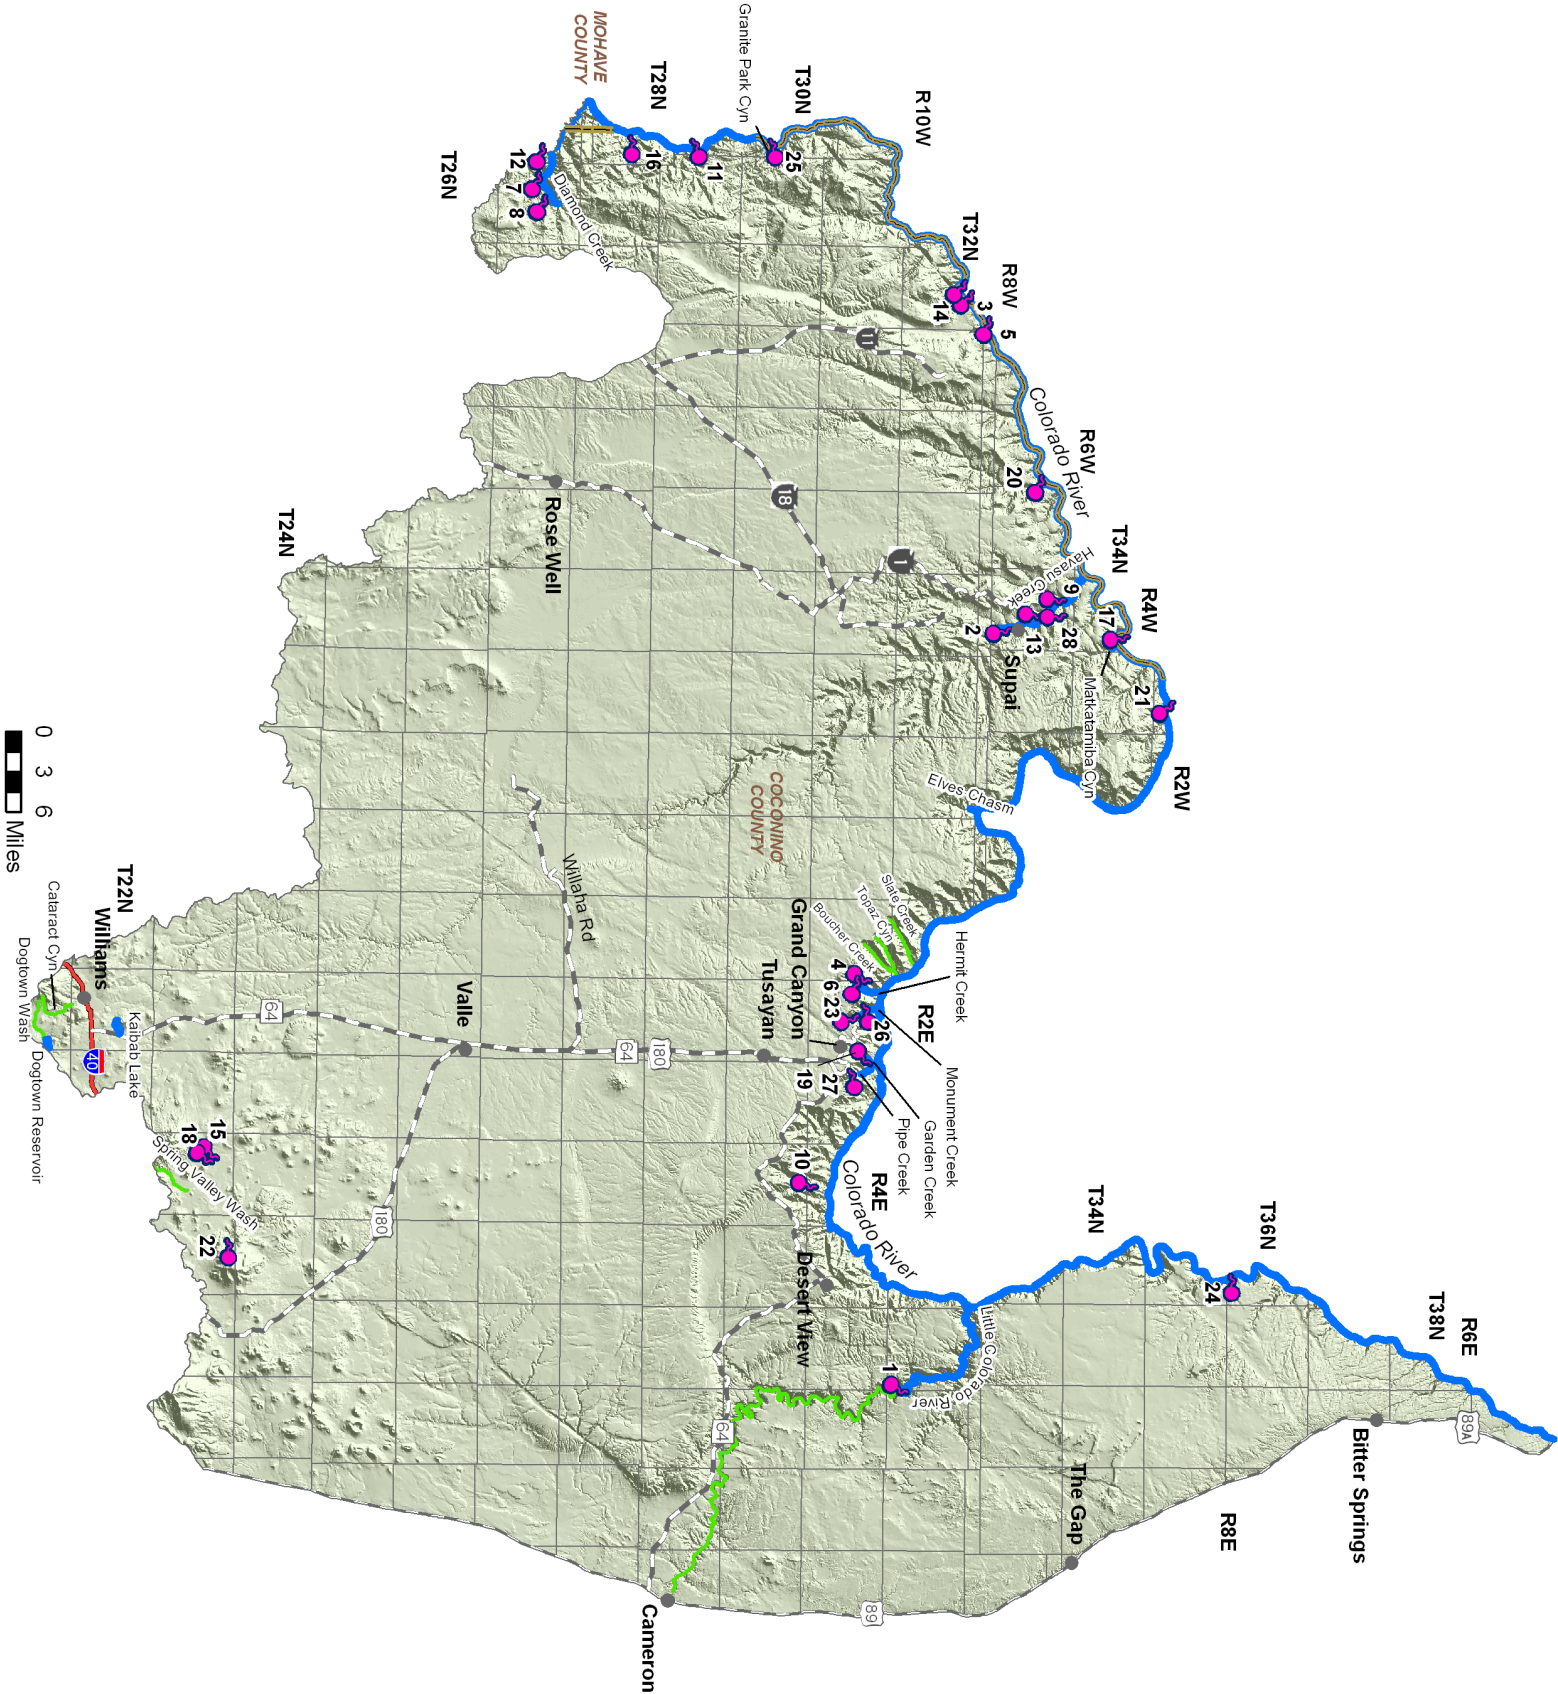 MOHAVE
COUNTY
Granite Park Cyn
T28N
T30N
R10W
T26N
12
7
8
16
11
25
Diamond Creek
T32N
R8W
14
3
5
11
Colorado River
R6W
20
18
Rose Well
T24N
1
Havasu Creek
T34N
R4W
9
28
13
2
17
Supai
Matkatamiba Cyn
21
R2W
Elves Chasm
COCONINO
COUNTY
Willaha Rd
Slate Creek
Topaz Cyn
Boucher Creek
Hermit Creek
Grand Canyon
Tusayan
4
6
23
26
R2E
Monument Creek
Garden Creek
Pipe Creek
19
27
10
R4E
Colorado River
Desert View
Little Colorado River
1
T34N
T36N
24
T38N
R6E
89A
Bitter Springs
The Gap
R8E
89
Cameron
64
64
180
64
180
Valle
T22N
Williams
Cataract Cyn
Dogtown Wash
Kaibab Lake
Dogtown Reservoir
40
15
18
Spring Valley Wash
22
0 3 6
Miles